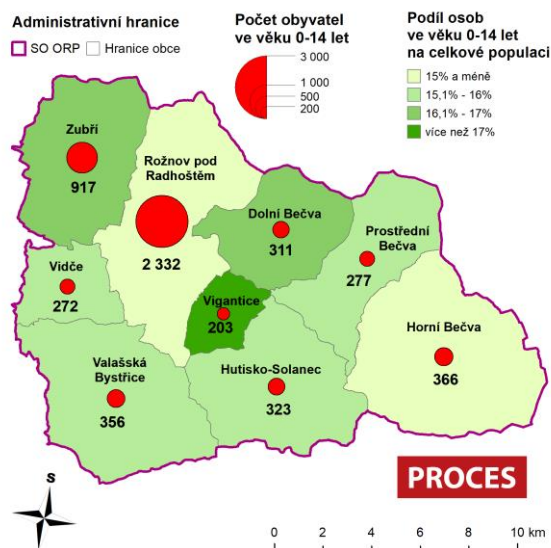 Administrativní hranice
SO ORP
Hranice obce
Počet obyvatel
ve věku 0-14 let
3 000
1 000
500
200
Podíl osob
ve věku 0-14 let
na celkové populaci
15% a méně
15,1% - 16%
16,1% - 17%
více než 17%
Zubří
917
Rožnov pod
Radhoštěm
2 332
Dolní Bečva
311
Prostřední
Bečva
277
Vidče
272
Vigantice
203
Horní Bečva
366
Valašská
Bystřice
356
Hutisko-Solanec
323
PROCES
S
0 2 4 6 8 10 km